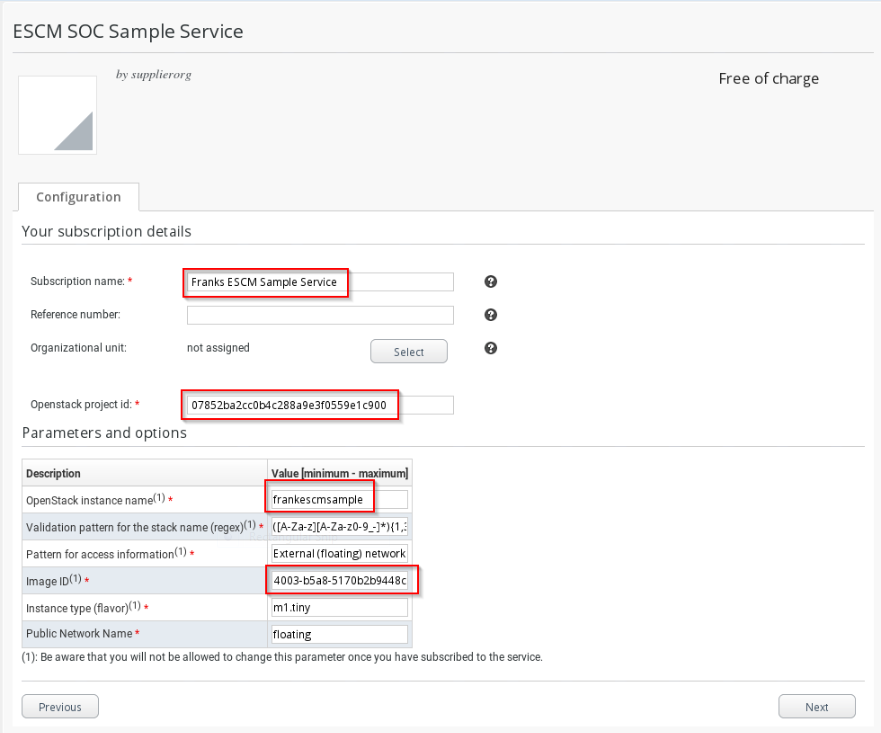 ESCM SOC Sample Service
by supplierorg
Free of charge
Configuration
Your subscription details
Subscription name: * Franks ESCM Sample Service
Reference number:
Organizational unit: not assigned Select
Openstack project id: * 07852ba2cc0b4c288a9e3f0559e1c900
Parameters and options
Description Value [minimum - maximum]
OpenStack instance name(1) * frankescmsample
Validation pattern for the stack name (regex)(1) * ([A-Za-z][A-Za-z0-9_-]*){1,3
Pattern for access information(1) * External (floating) network
Image ID(1) * 4003-b5a8-5170b2b9448c
Instance type (flavor)(1) * m1.tiny
Public Network Name * floating
(1): Be aware that you will not be allowed to change this parameter once you have subscribed to the service.
Previous Next